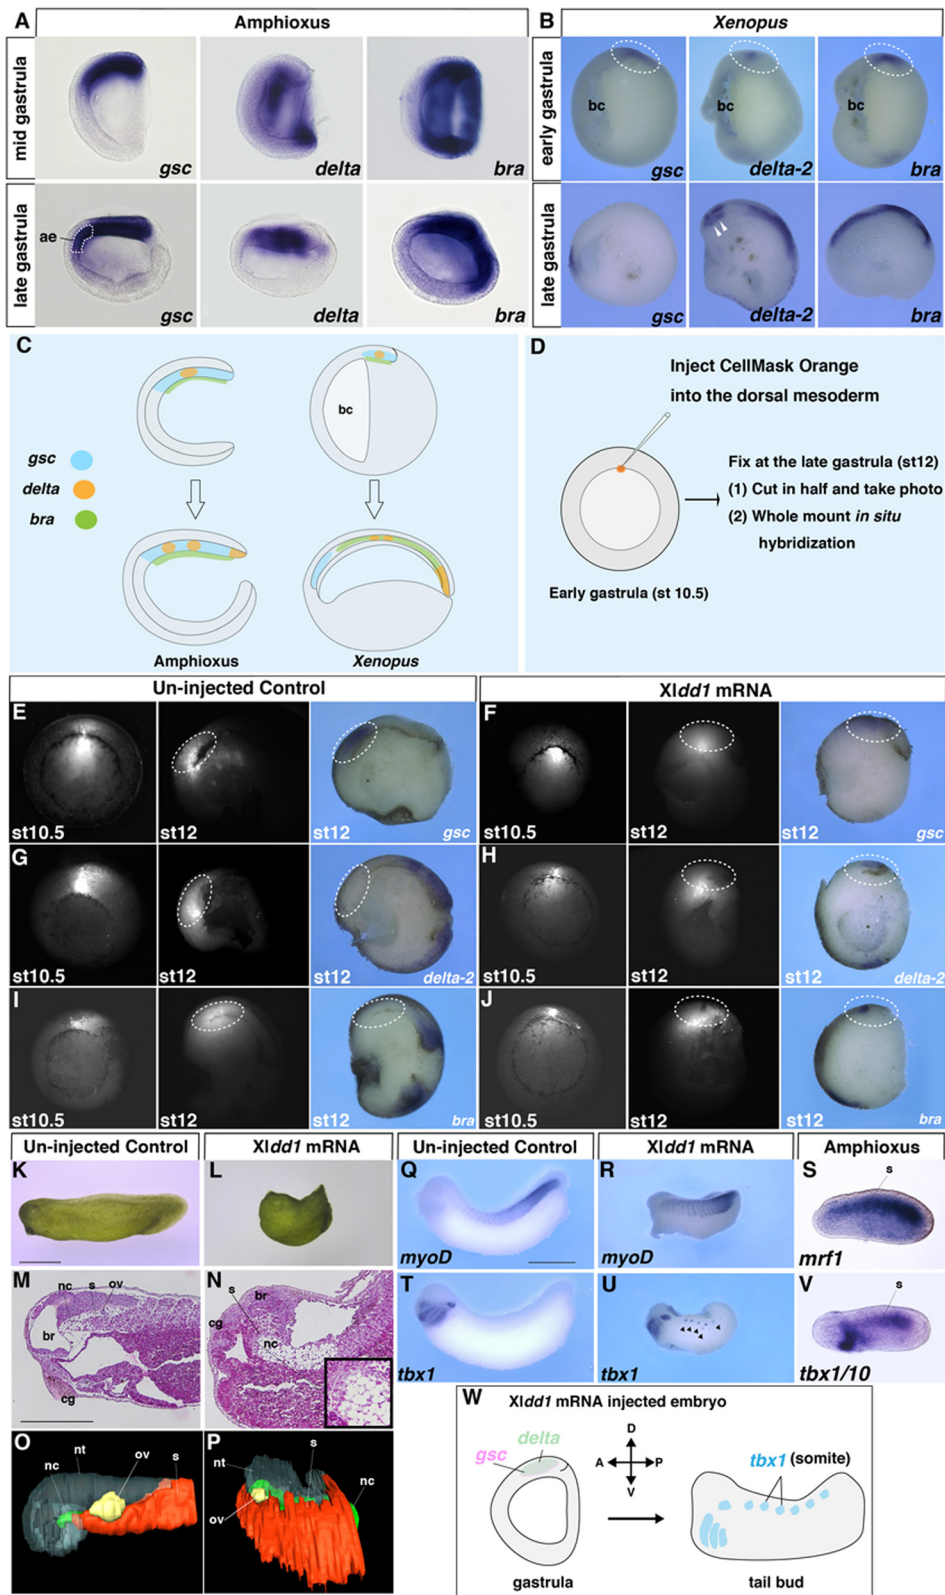 A Amphioxus
mid gastrula
gsc
delta
bra
late gastrula
ae
gsc
delta
bra
B Xenopus
early gastrula
bc
gsc
bc
delta-2
bc
bra
late gastrula
gsc
delta-2
bra
C
bc
gsc
delta
bra
Amphioxus
Xenopus
D
Inject CellMask Orange
into the dorsal mesoderm
Fix at the late gastrula (st12)
(1) Cut in half and take photo
(2) Whole mount in situ
hybridization
Early gastrula (st 10.5)
Un-injected Control
Xldd1 mRNA
E
st10.5
st12
st12
gsc
F
st10.5
st12
st12
gsc
G
st10.5
st12
st12
delta-2
H
st10.5
st12
st12
delta-2
I
st10.5
st12
st12
bra
J
st10.5
st12
st12
bra
Un-injected Control
Xldd1 mRNA
Un-injected Control
Xldd1 mRNA
Amphioxus
K
L
Q
myoD
R
myoD
S
s
mrf1
M
nc
s
ov
br
cg
N
s
br
cg
nc
T
tbx1
U
tbx1
V
s
tbx1/10
O
nt
ov
s
nc
P
s
nt
nc
ov
W
Xldd1 mRNA injected embryo
delta
gsc
D
A
P
V
gastrula
tbx1 (somite)
tail bud